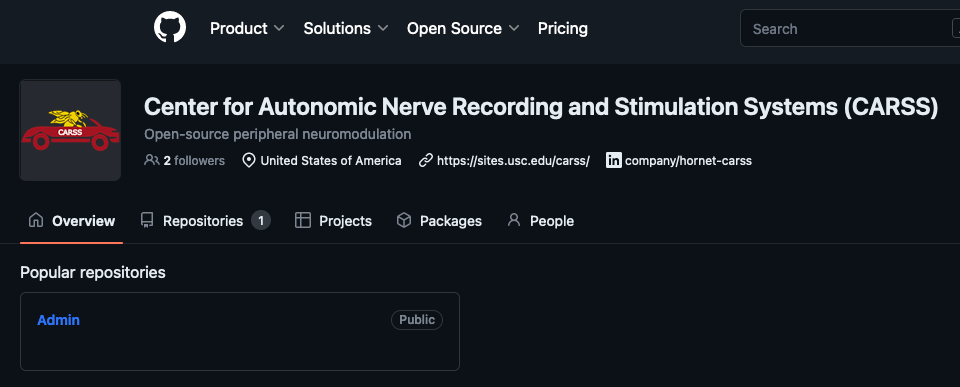 Product Solutions Open Source Pricing Search
CARSS
Center for Autonomic Nerve Recording and Stimulation Systems (CARSS)
Open-source peripheral neuromodulation
2 followers United States of America https://sites.usc.edu/carss/ in company/hornet-carss
Overview Repositories 1 Projects Packages People
Popular repositories
Admin Public